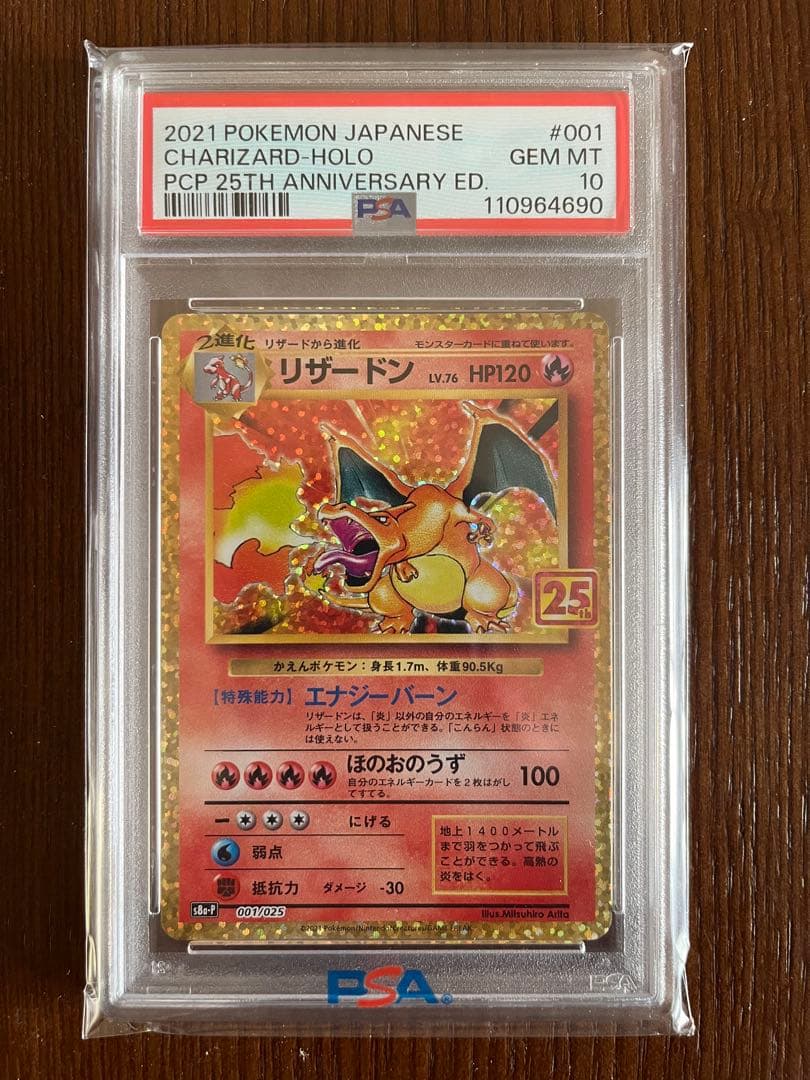 2021 POKEMON JAPANESE #001
CHARIZARD-HOLO GEM MT
PCP 25TH ANNIVERSARY ED. 10
PSA 110964690
2進化 リザードから進化 モンスターカードに重ねて使います。
リザードン LV.76 HP120
25th
かえんポケモン：身長1.7m、体重90.5Kg
【特殊能力】エナジーバーン
リザードンは、「炎」以外の自分のエネルギーを「炎」エネ
ルギーとして扱うことができる。「こんらん」状態のときに
は使えない。
ほのおのうず 100
自分のエネルギーカードを2枚はがし
てすてる。
ー にげる
弱点
抵抗力 ダメージ -30
地上1400メートル
まで羽をつかって飛ぶ
ことができる。高熱の
炎をはく。
s8a-P 001/025 Illus.Mitsuhiro Arita
©2021 Pokémon/Nintendo/Creatures/GAME FREAK
PSA®
PSA